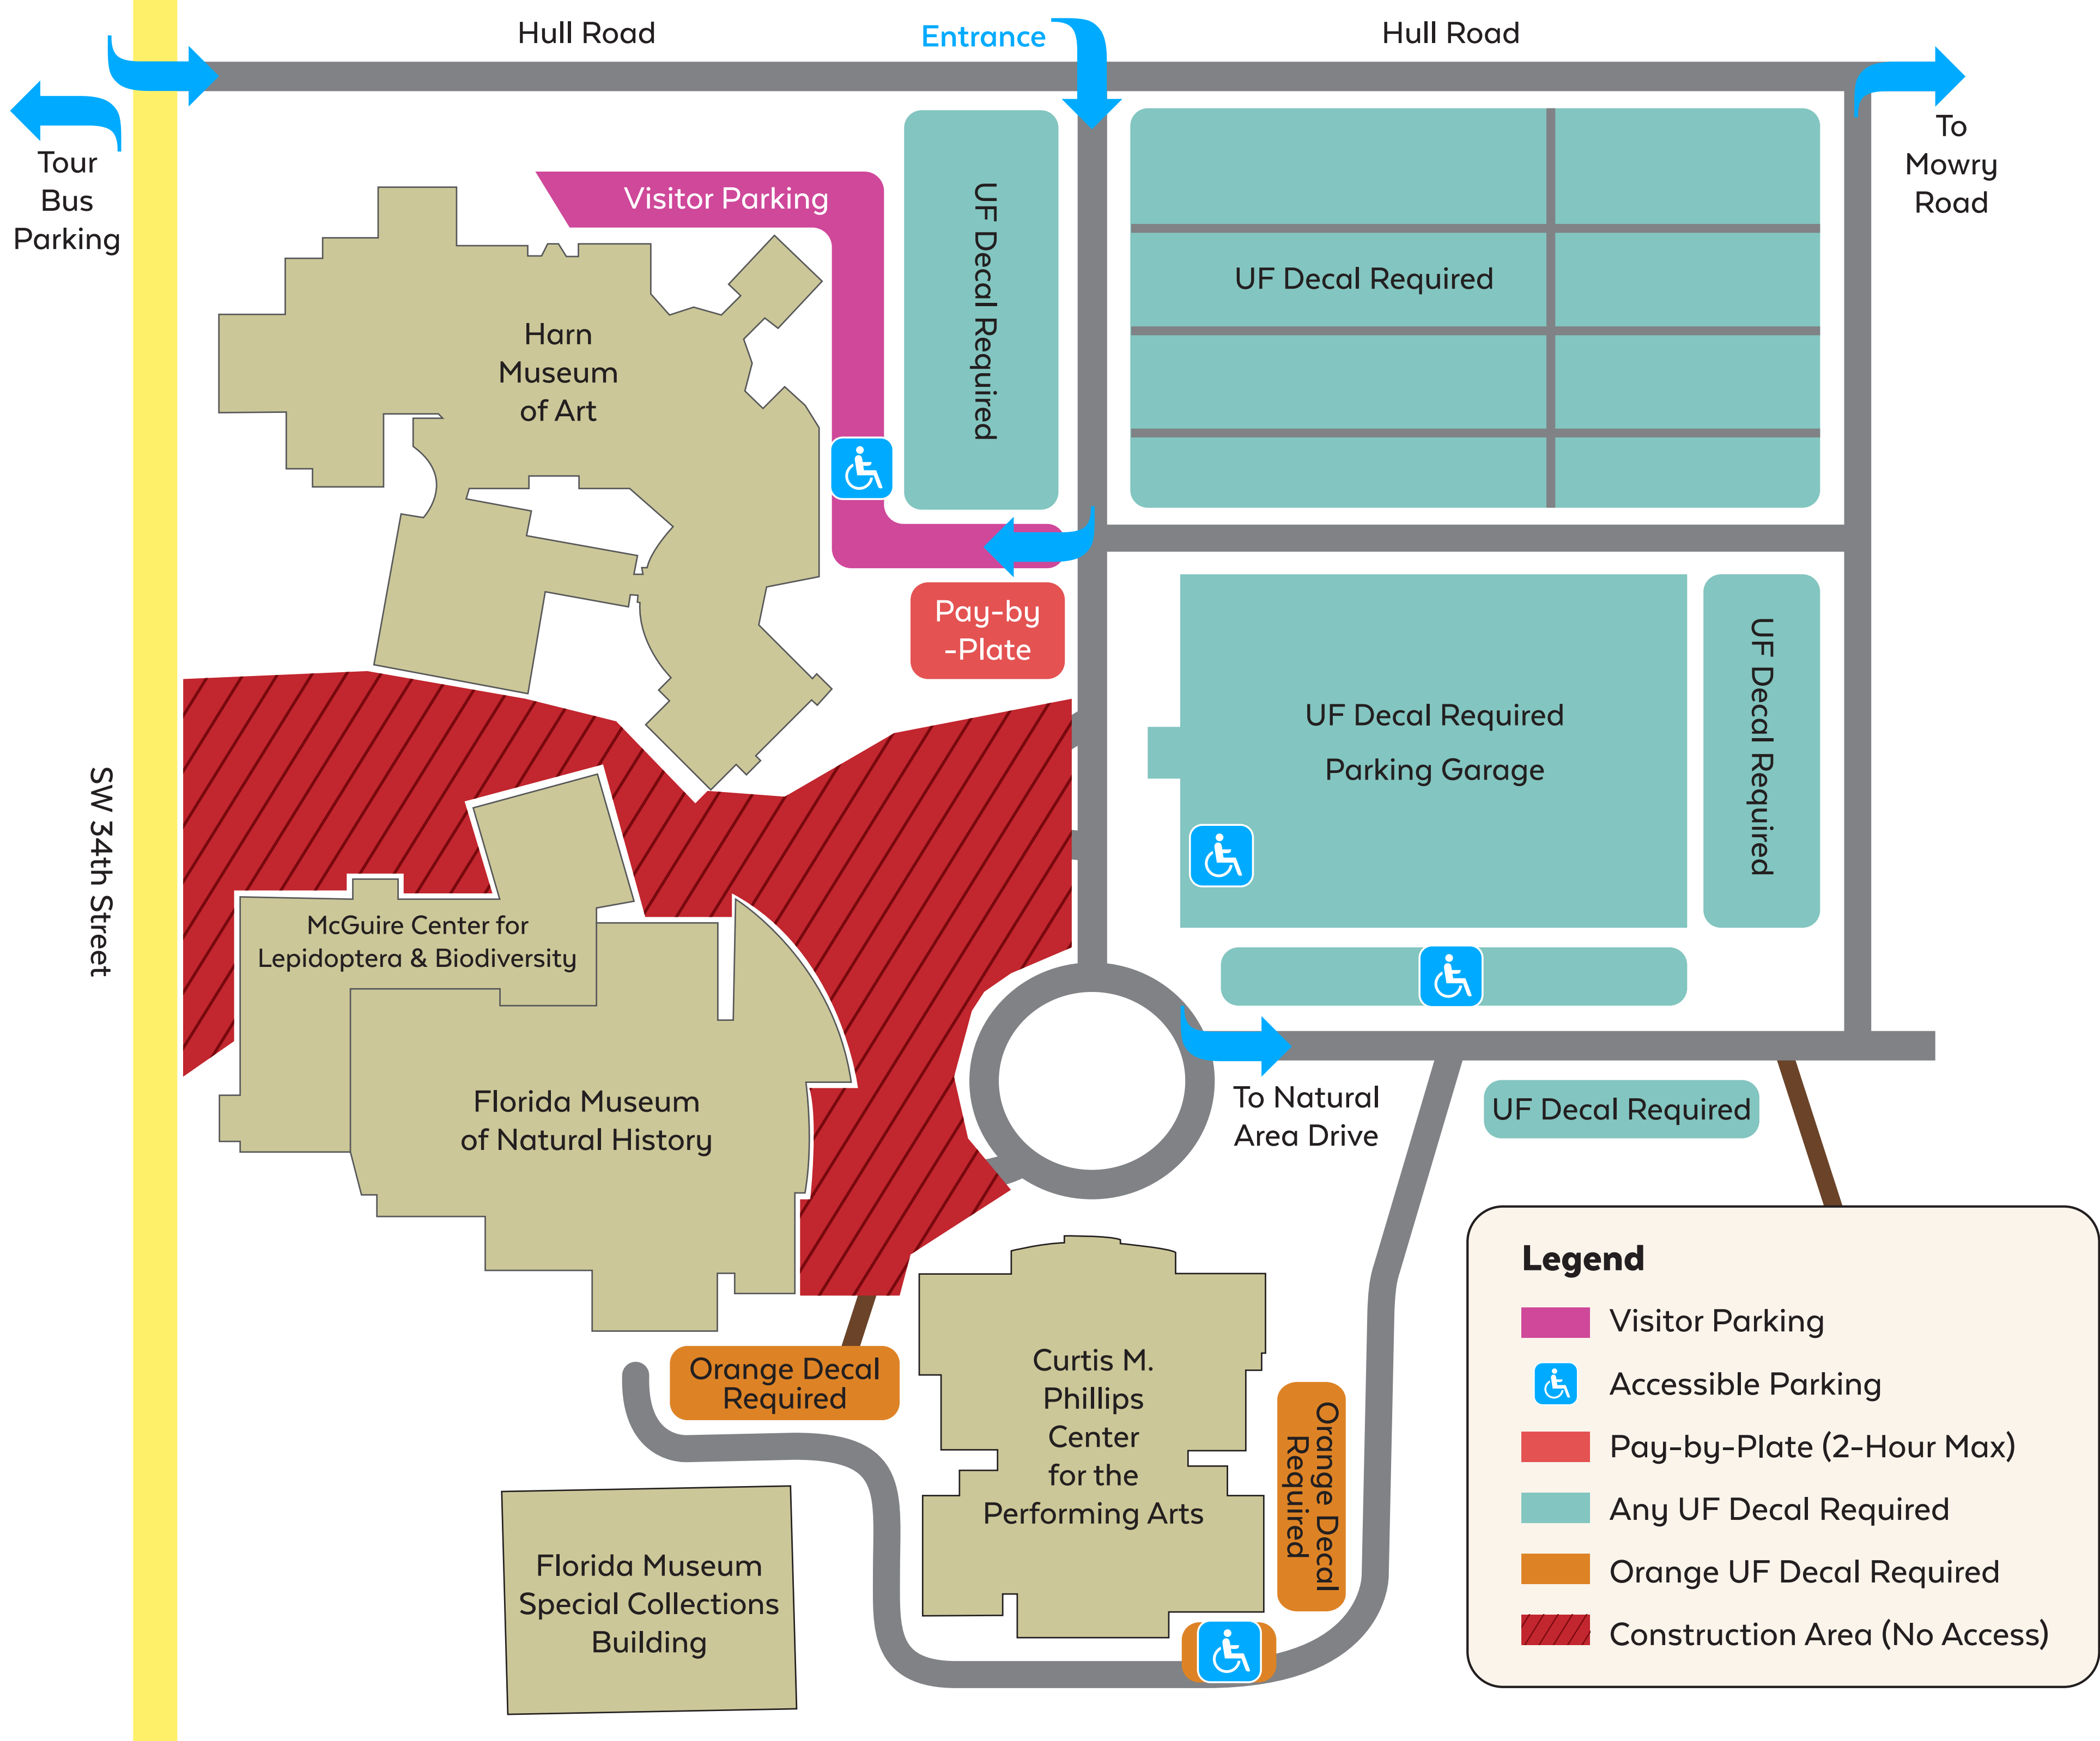 Hull Road
Entrance
Hull Road
Tour
Bus
Parking
To
Mowry
Road
Visitor Parking
UF Decal Required
UF Decal Required
Harn
Museum
of Art
Pay-by
-Plate
UF Decal Required
Parking Garage
UF Decal Required
SW 34th Street
McGuire Center for
Lepidoptera & Biodiversity
Florida Museum
of Natural History
To Natural
Area Drive
UF Decal Required
Orange Decal
Required
Curtis M.
Phillips
Center
for the
Performing Arts
Orange Decal
Required
Florida Museum
Special Collections
Building
Legend
Visitor Parking
Accessible Parking
Pay-by-Plate (2-Hour Max)
Any UF Decal Required
Orange UF Decal Required
Construction Area (No Access)